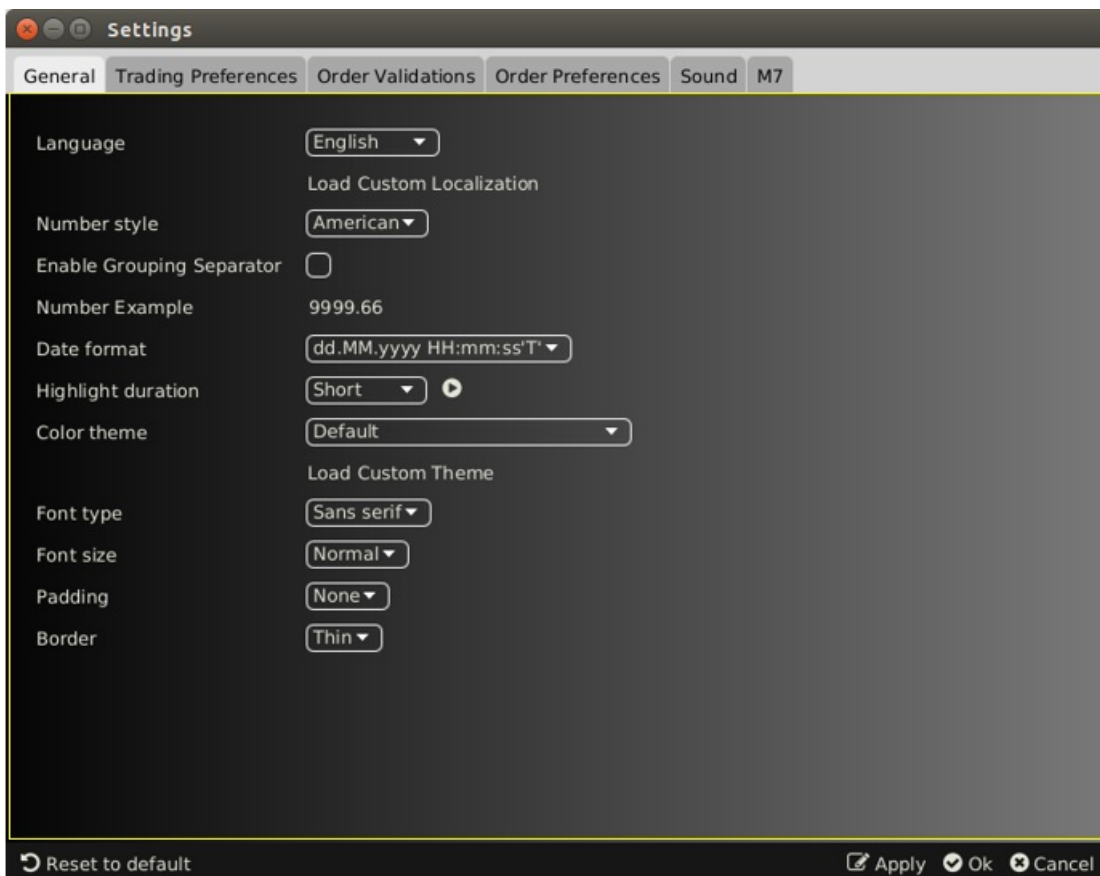 Settings
General Trading Preferences Order Validations Order Preferences Sound M7
Language English
Load Custom Localization
Number style American
Enable Grouping Separator
Number Example 9999.66
Date format dd.MM.yyyy HH:mm:ss'T'
Highlight duration Short
Color theme Default
Load Custom Theme
Font type Sans serif
Font size Normal
Padding None
Border Thin
Reset to default Apply Ok Cancel